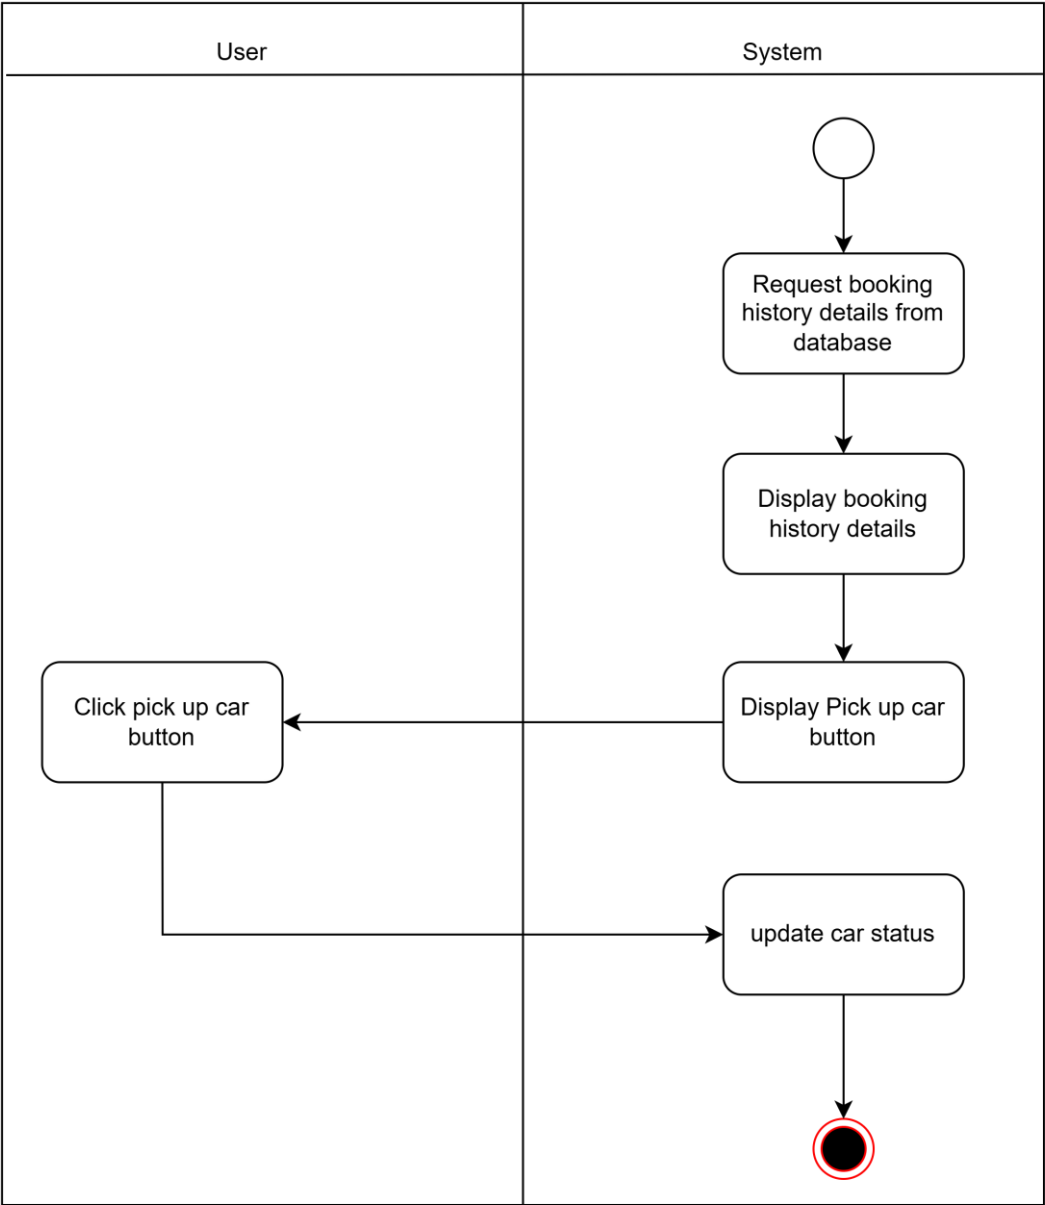 User
System
Request booking
history details from
database
Display booking
history details
Click pick up car
button
Display Pick up car
button
update car status